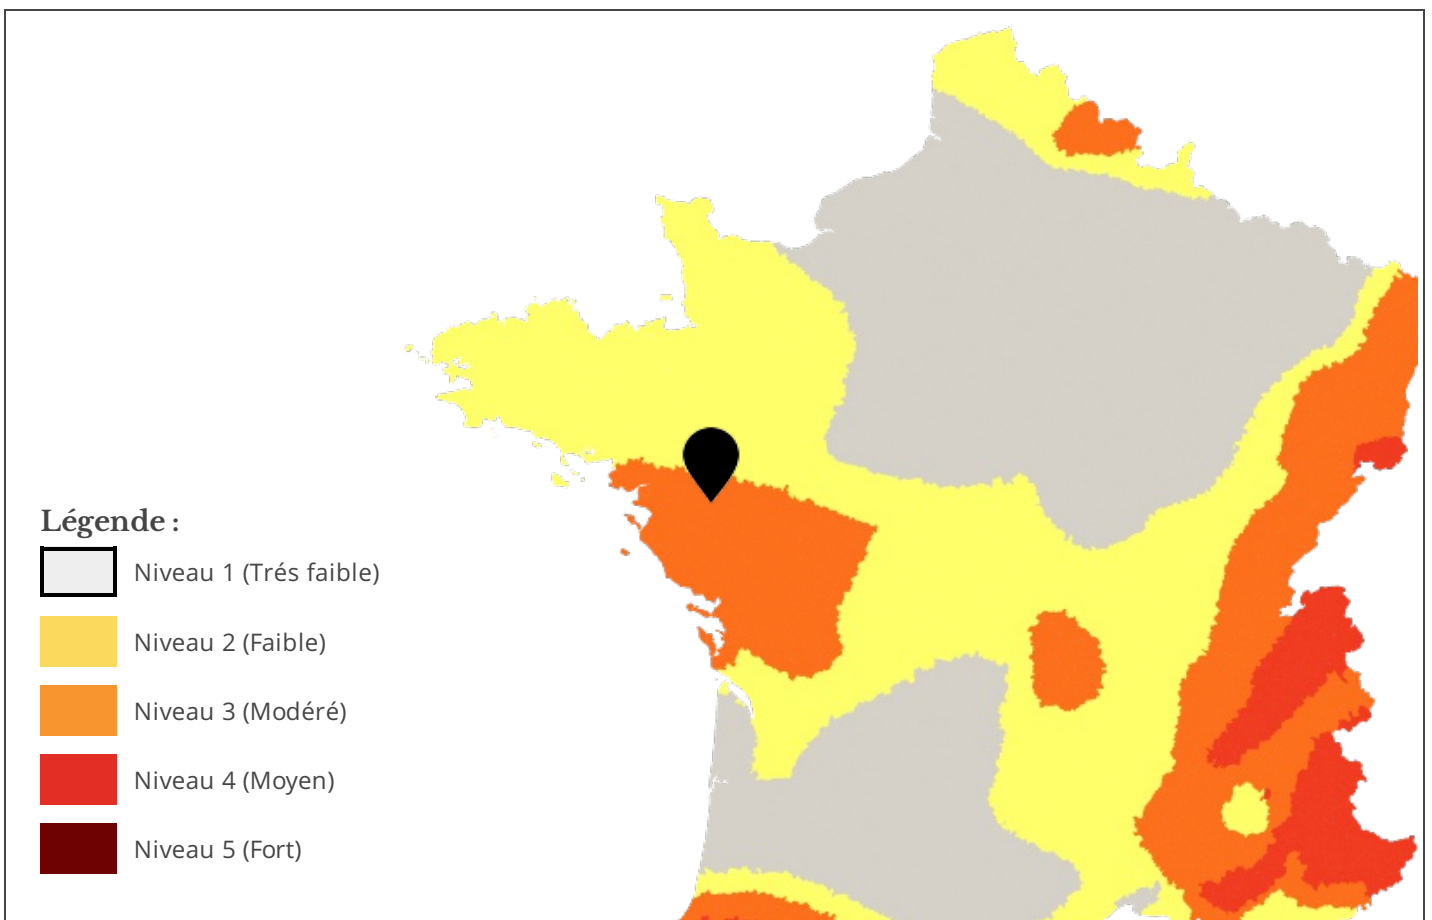 Légende :
Niveau 1 (Trés faible)
Niveau 2 (Faible)
Niveau 3 (Modéré)
Niveau 4 (Moyen)
Niveau 5 (Fort)